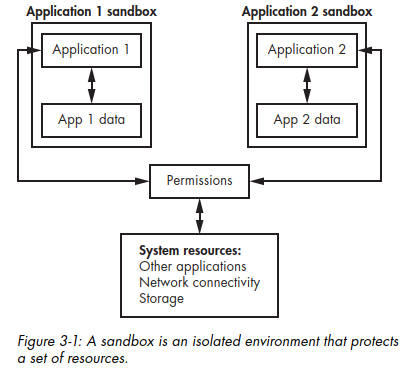 Application 1 sandbox
Application 2 sandbox
Application 1
Application 2
App 1 data
App 2 data
Permissions
System resources:
Other applications
Network connectivity
Storage
Figure 3-1: A sandbox is an isolated environment that protects
a set of resources.